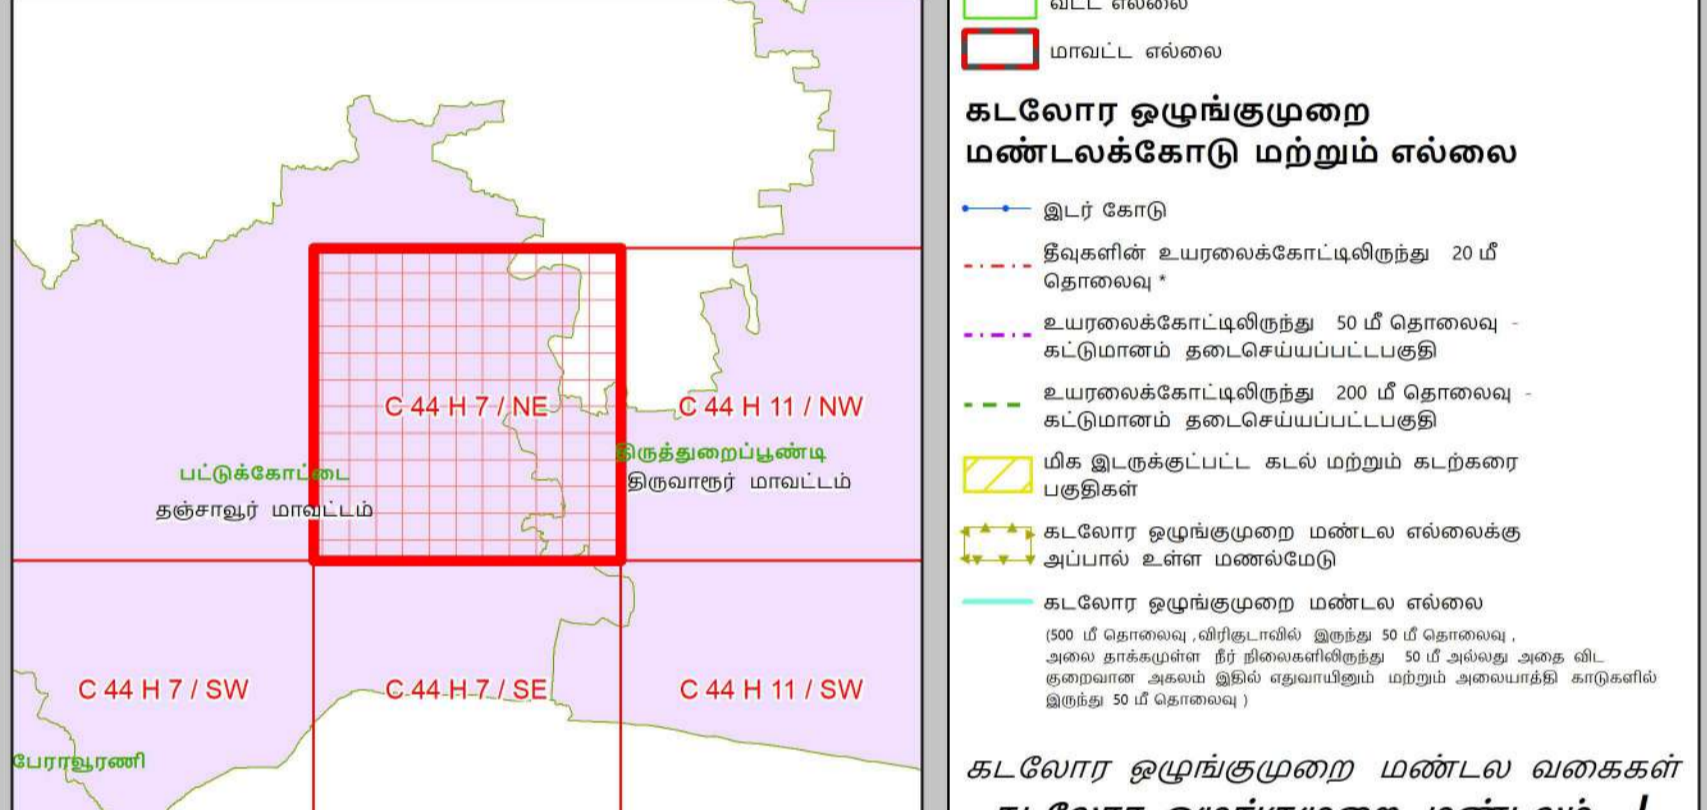 C 44 H 7 / NE
C 44 H 11 / NW
திருத்துறைப்பூண்டி
திருவாரூர் மாவட்டம்
பட்டுக்கோட்டை
தஞ்சாவூர் மாவட்டம்
C 44 H 7 / SW
C 44 H 7 / SE
C 44 H 11 / SW
பேராவூரணி
வட்ட எல்லை
மாவட்ட எல்லை
கடலோர ஒழுங்குமுறை
மண்டலக்கோடு மற்றும் எல்லை
இடர் கோடு
தீவுகளின் உயரலைக்கோட்டிலிருந்து 20 மீ
தொலைவு *
உயரலைக்கோட்டிலிருந்து 50 மீ தொலைவு -
கட்டுமானம் தடைசெய்யப்பட்டபகுதி
உயரலைக்கோட்டிலிருந்து 200 மீ தொலைவு -
கட்டுமானம் தடைசெய்யப்பட்டபகுதி
மிக இடருக்குட்பட்ட கடல் மற்றும் கடற்கரை
பகுதிகள்
கடலோர ஒழுங்குமுறை மண்டல எல்லைக்கு
அப்பால் உள்ள மணல்மேடு
கடலோர ஒழுங்குமுறை மண்டல எல்லை
(500 மீ தொலைவு ,விரிகுடாவில் இருந்து 50 மீ தொலைவு ,
அலை தாக்கமுள்ள நீர் நிலைகளிலிருந்து 50 மீ அல்லது அதை விட
குறைவான அகலம் இதில் எதுவாயினும் மற்றும் அலையாத்தி காடுகளில்
இருந்து 50 மீ தொலைவு )
கடலோர ஒழுங்குமுறை மண்டல வகைகள்
கடலோர ஒழுங்குமுறை மண்டலம் - I